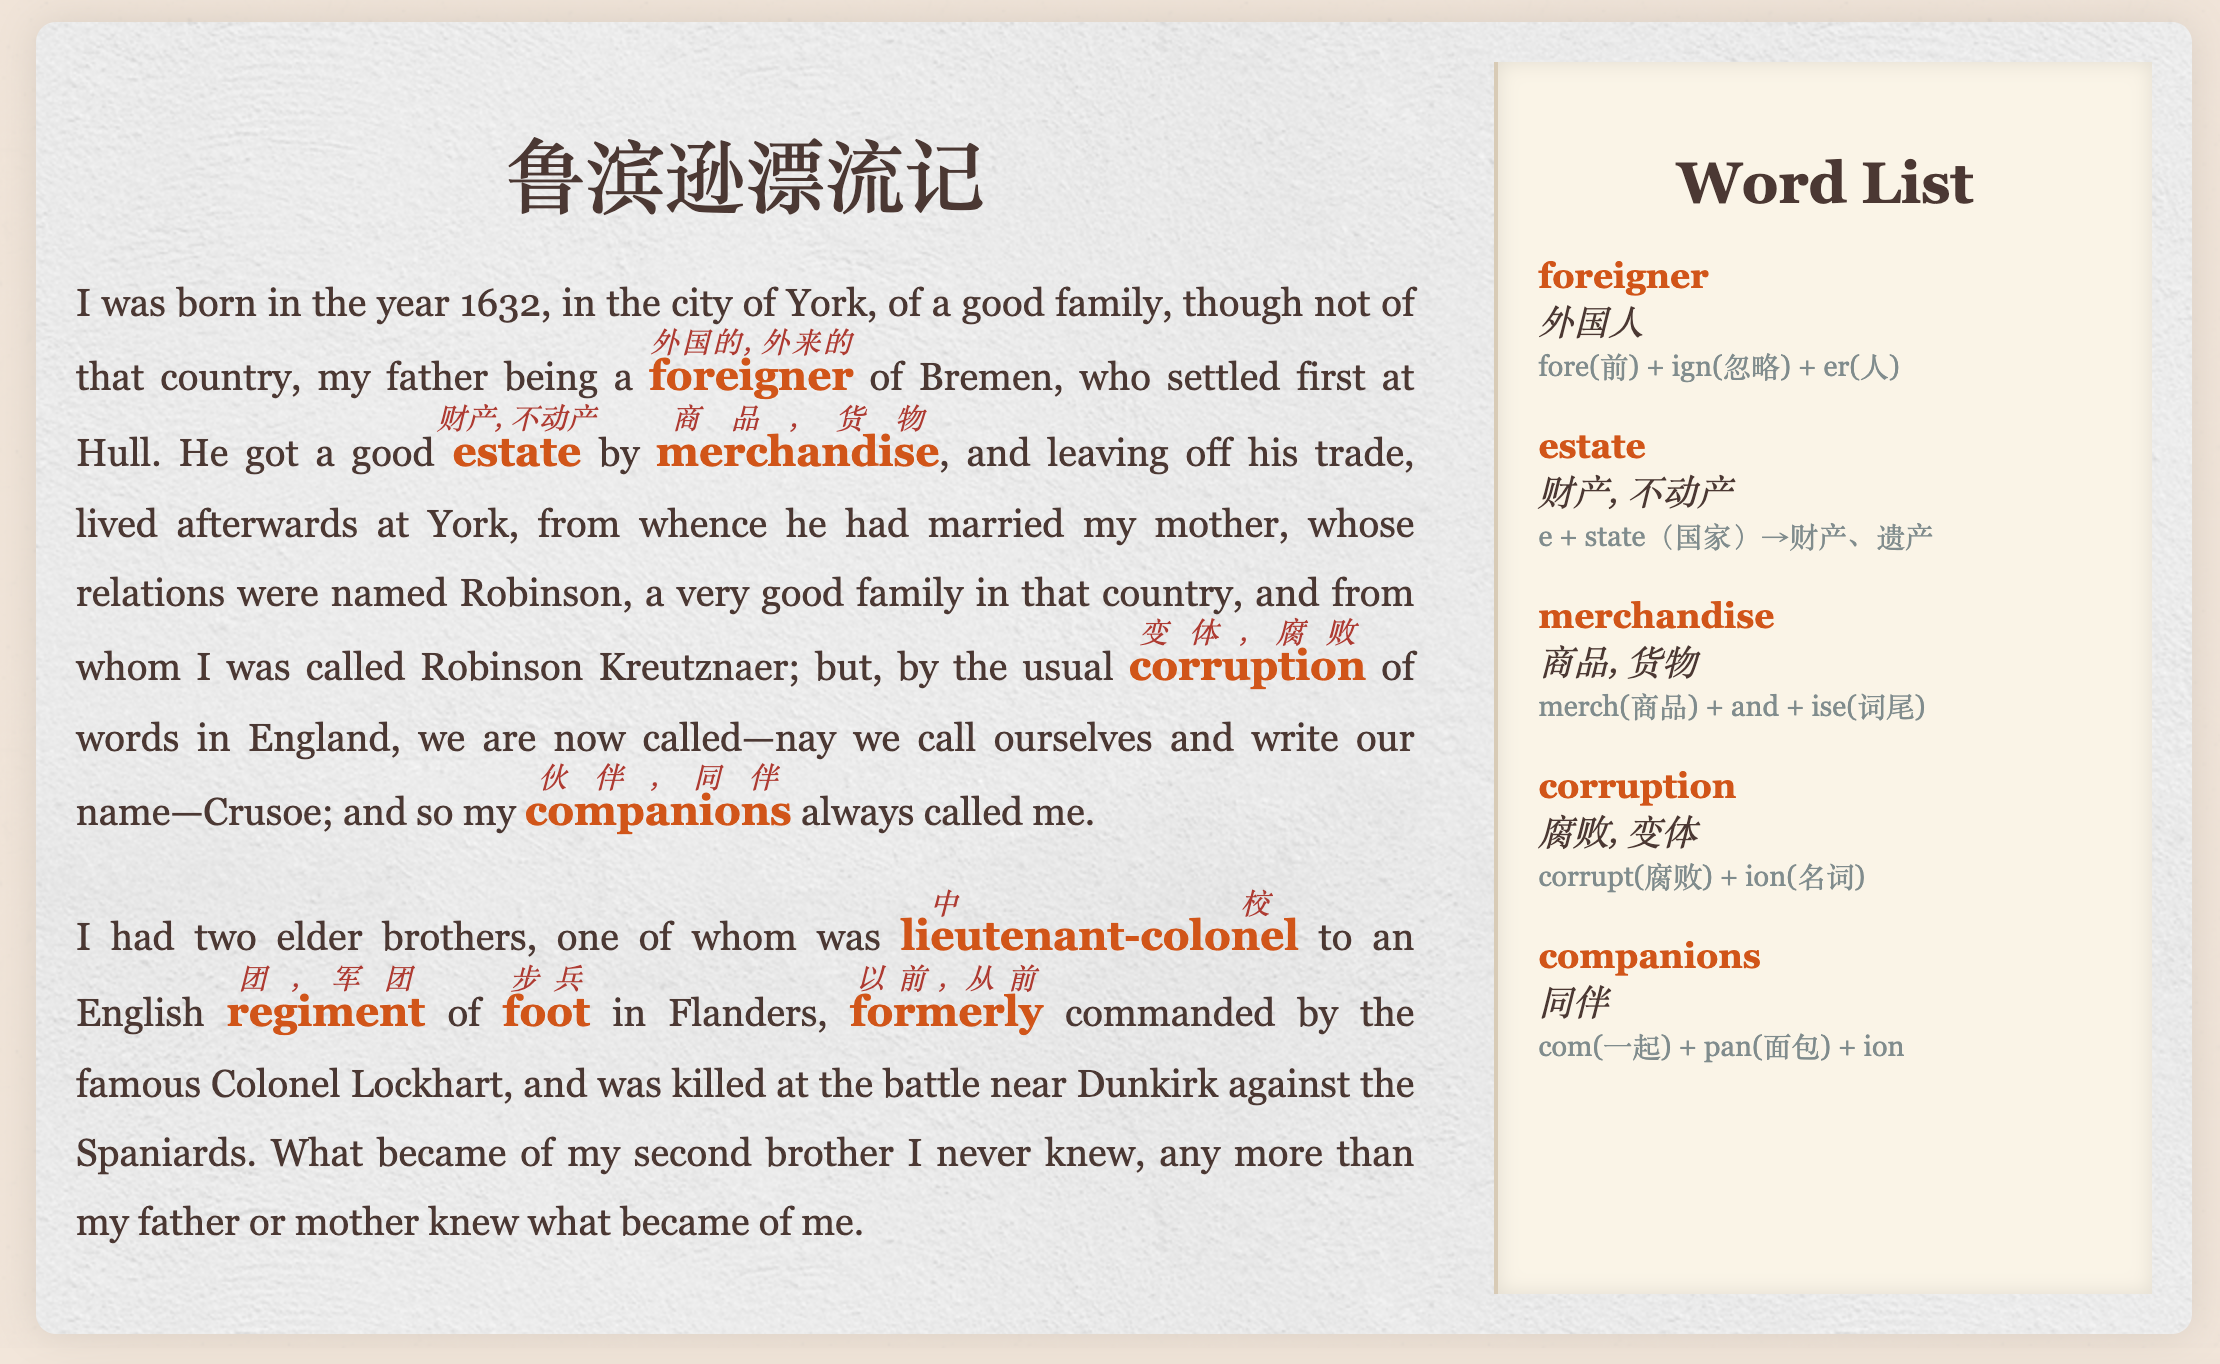 鲁滨逊漂流记
I was born in the year 1632, in the city of York, of a good family, though not of
外国的, 外来的
that country, my father being a foreigner of Bremen, who settled first at
财产, 不动产 商品, 货物
Hull. He got a good estate by merchandise, and leaving off his trade,
lived afterwards at York, from whence he had married my mother, whose
relations were named Robinson, a very good family in that country, and from
变体, 腐败
whom I was called Robinson Kreutznaer; but, by the usual corruption of
words in England, we are now called—nay we call ourselves and write our
伙伴, 同伴
name—Crusoe; and so my companions always called me.
中校
I had two elder brothers, one of whom was lieutenant-colonel to an
团, 军团 步兵 以前, 从前
English regiment of foot in Flanders, formerly commanded by the
famous Colonel Lockhart, and was killed at the battle near Dunkirk against the
Spaniards. What became of my second brother I never knew, any more than
my father or mother knew what became of me.
Word List
foreigner
外国人
fore(前) + ign(忽略) + er(人)
estate
财产, 不动产
e + state（国家）→财产、遗产
merchandise
商品, 货物
merch(商品) + and + ise(词尾)
corruption
腐败, 变体
corrupt(腐败) + ion(名词)
companions
同伴
com(一起) + pan(面包) + ion